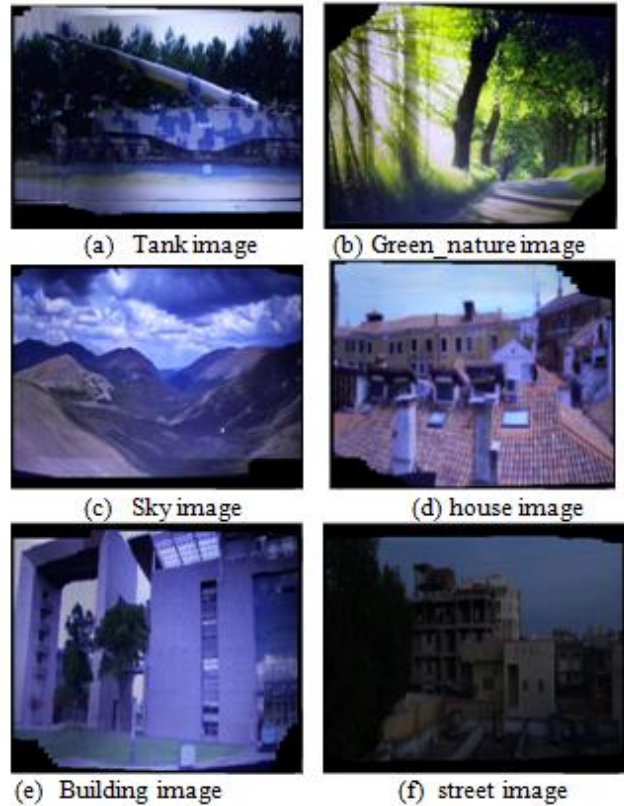 (a) Tank image
(b) Green_nature image
(c) Sky image
(d) house image
(e) Building image
(f) street image